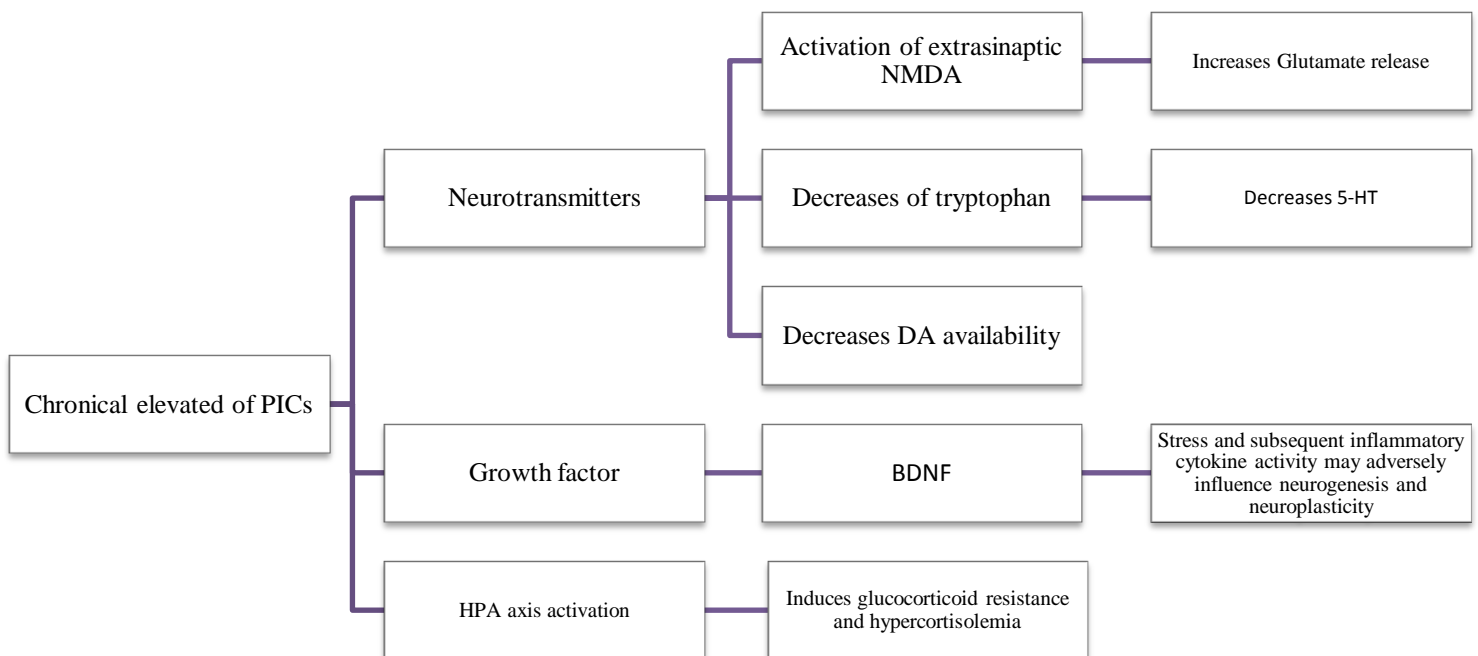 Activation of extrasinaptic
NMDA
Increases Glutamate release
Neurotransmitters
Decreases of tryptophan
Decreases 5-HT
Decreases DA availability
Chronical elevated of PICs
Growth factor
BDNF
Stress and subsequent inflammatory
cytokine activity may adversely
influence neurogenesis and
neuroplasticity
HPA axis activation
Induces glucocorticoid resistance
and hypercortisolemia